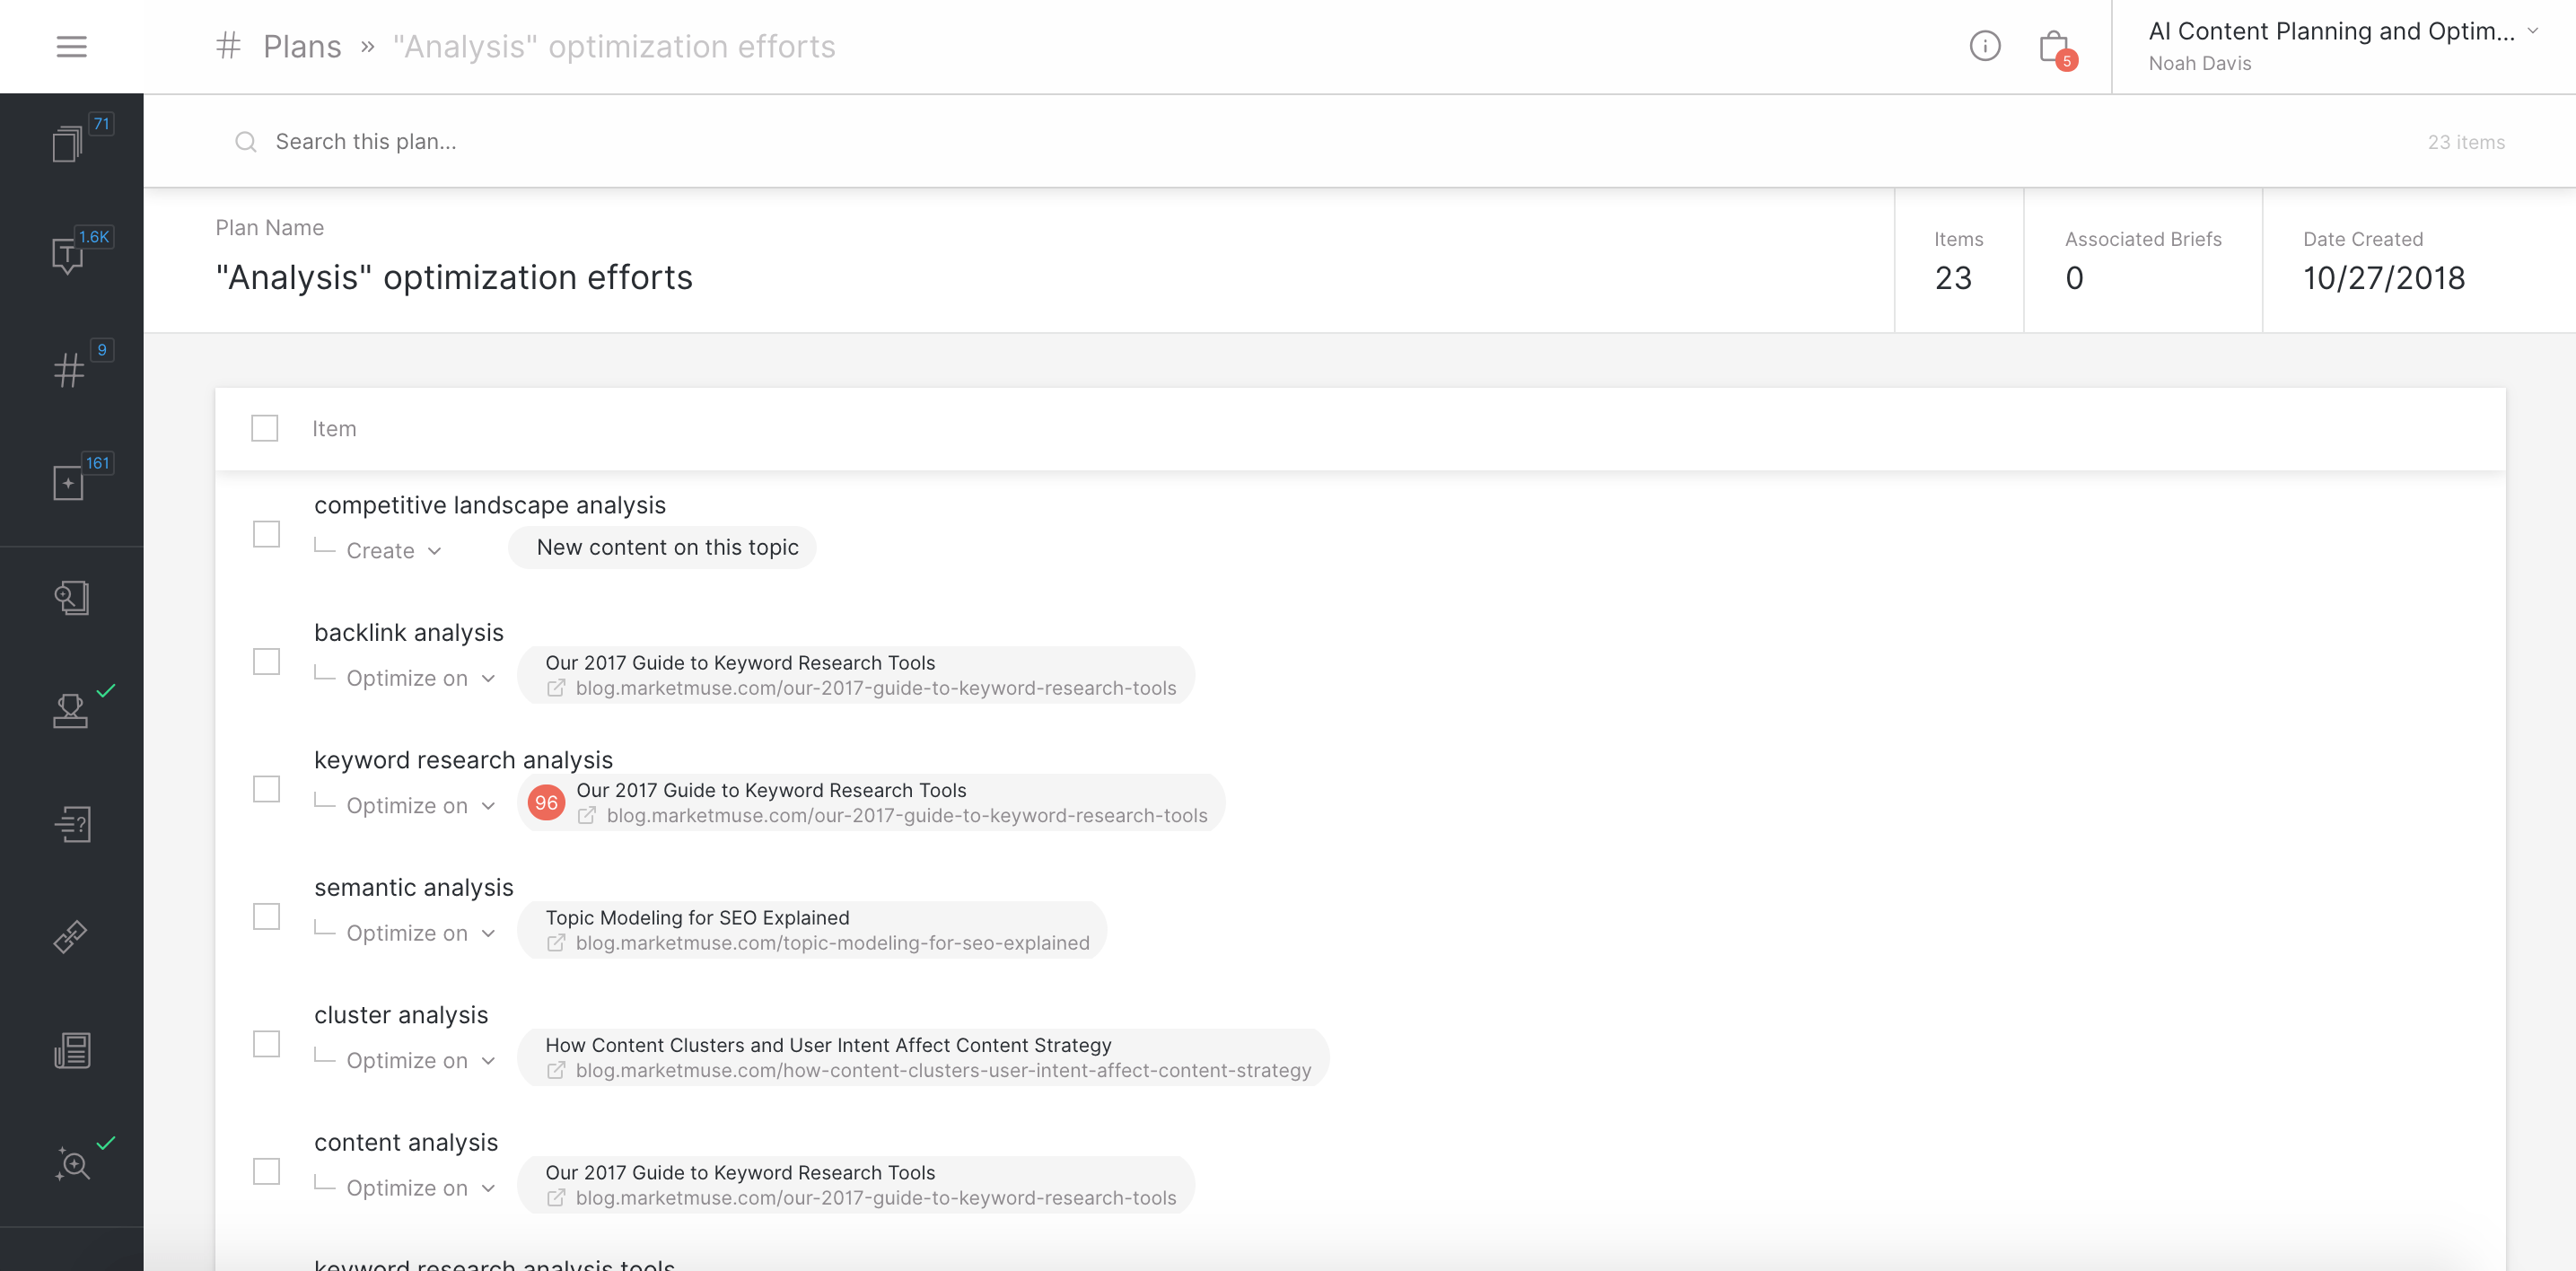 # Plans » "Analysis" optimization efforts
5
AI Content Planning and Optim...
Noah Davis
71
1.6K
9
161
Search this plan...
23 items
Plan Name
"Analysis" optimization efforts
Items
23
Associated Briefs
0
Date Created
10/27/2018
Item
competitive landscape analysis
Create
New content on this topic
backlink analysis
Optimize on
Our 2017 Guide to Keyword Research Tools
blog.marketmuse.com/our-2017-guide-to-keyword-research-tools
keyword research analysis
Optimize on
96
Our 2017 Guide to Keyword Research Tools
blog.marketmuse.com/our-2017-guide-to-keyword-research-tools
semantic analysis
Optimize on
Topic Modeling for SEO Explained
blog.marketmuse.com/topic-modeling-for-seo-explained
cluster analysis
Optimize on
How Content Clusters and User Intent Affect Content Strategy
blog.marketmuse.com/how-content-clusters-user-intent-affect-content-strategy
content analysis
Optimize on
Our 2017 Guide to Keyword Research Tools
blog.marketmuse.com/our-2017-guide-to-keyword-research-tools
keyword research analysis tools